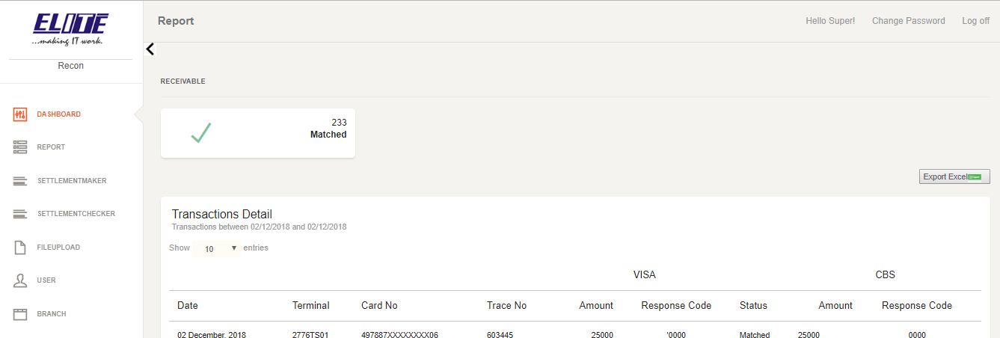 ELITE
...making IT work.
Recon
DASHBOARD
REPORT
SETTLEMENTMAKER
SETTLEMENTCHECKER
FILEUPLOAD
USER
BRANCH
Report
Hello Super!
Change Password
Log off
RECEIVABLE
233
Matched
Export Excel
Transactions Detail
Transactions between 02/12/2018 and 02/12/2018
Show 10 entries
VISA CBS
Date Terminal Card No Trace No Amount Response Code Status Amount Response Code
02 December, 2018 2776TS01 497887XXXXXXXX06 603445 25000 '0000 Matched 25000 0000